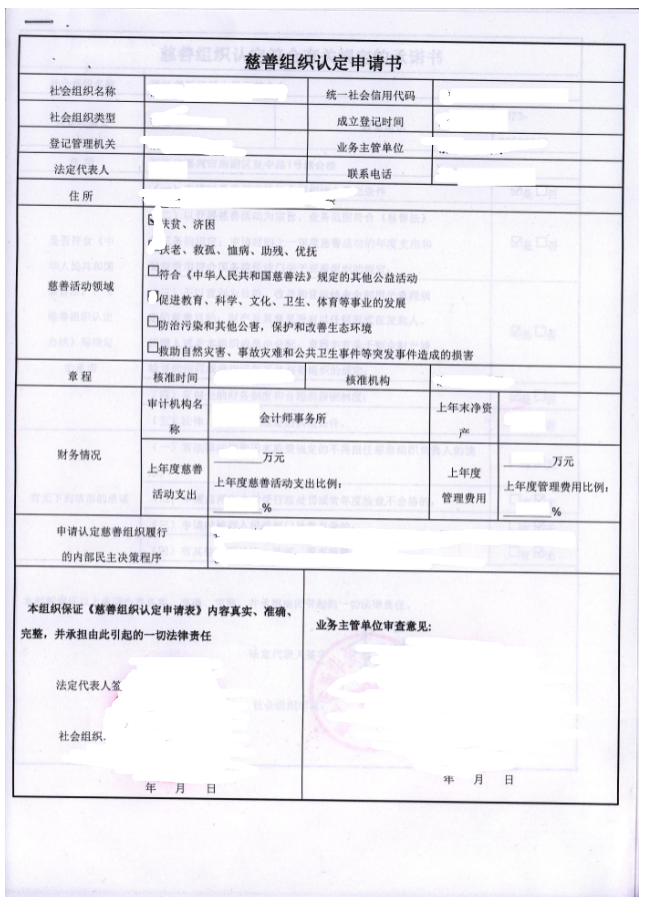 慈善组织认定申请书
社会组织名称 统一社会信用代码
社会组织类型 成立登记时间
登记管理机关 业务主管单位
法定代表人 联系电话
住所
慈善活动领域
扶贫、济困
扶老、救孤、恤病、助残、优抚
□符合《中华人民共和国慈善法》规定的其他公益活动
促进教育、科学、文化、卫生、体育等事业的发展
□防治污染和其他公害，保护和改善生态环境
□救助自然灾害、事故灾难和公共卫生事件等突发事件造成的损害
章程 核准时间 核准机构
财务情况
审计机构名称 会计师事务所 上年末净资产
上年度慈善活动支出
万元
上年度慈善活动支出比例：
%
上年度管理费用
万元
上年度管理费用比例：
%
申请认定慈善组织履行
的内部民主决策程序
本组织保证《慈善组织认定申请表》内容真实、准确、
完整，并承担由此引起的一切法律责任
法定代表人签
社会组织
年 月 日
业务主管单位审查意见：
年 月 日